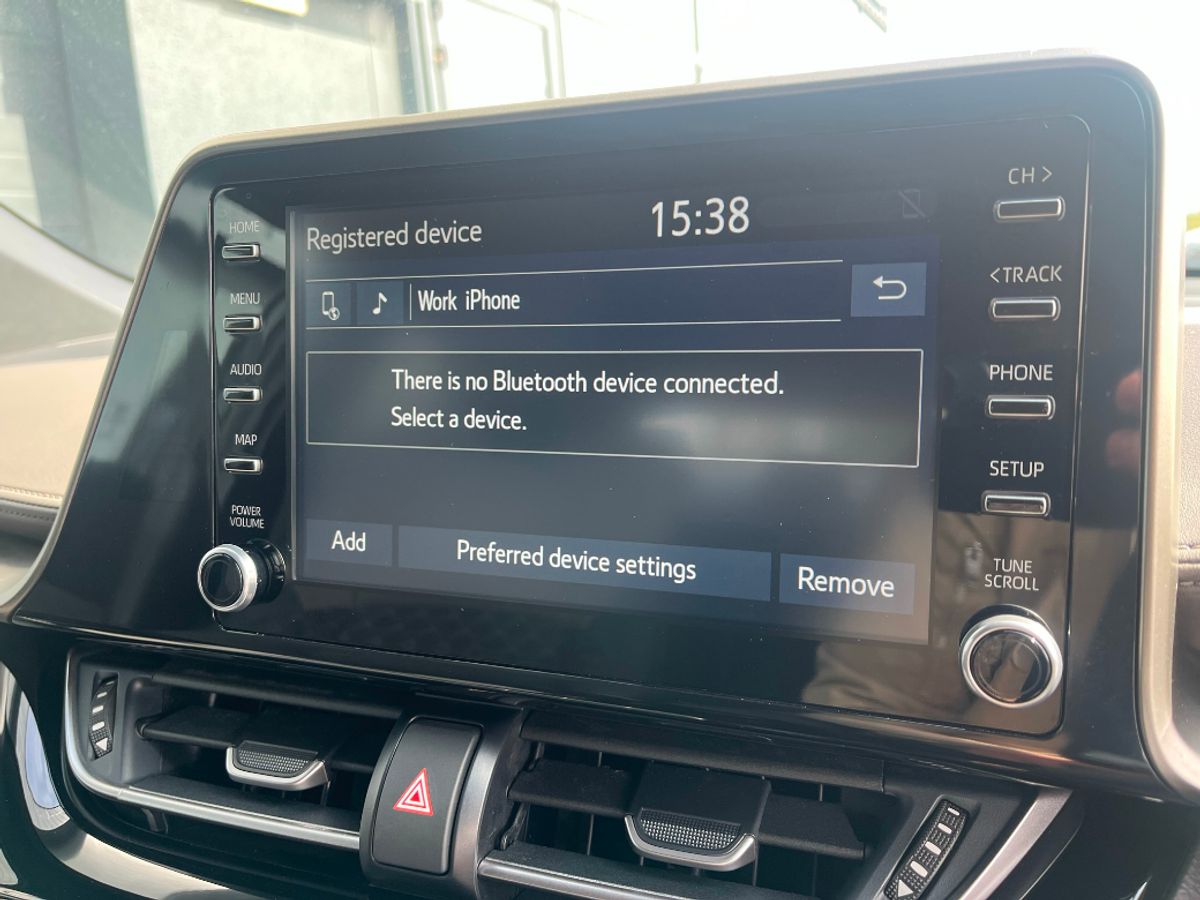 HOME
MENU
AUDIO
MAP
POWER
VOLUME
Registered device
15:38
Work iPhone
There is no Bluetooth device connected.
Select a device.
Add
Preferred device settings
Remove
CH >
<TRACK
PHONE
SETUP
TUNE
SCROLL